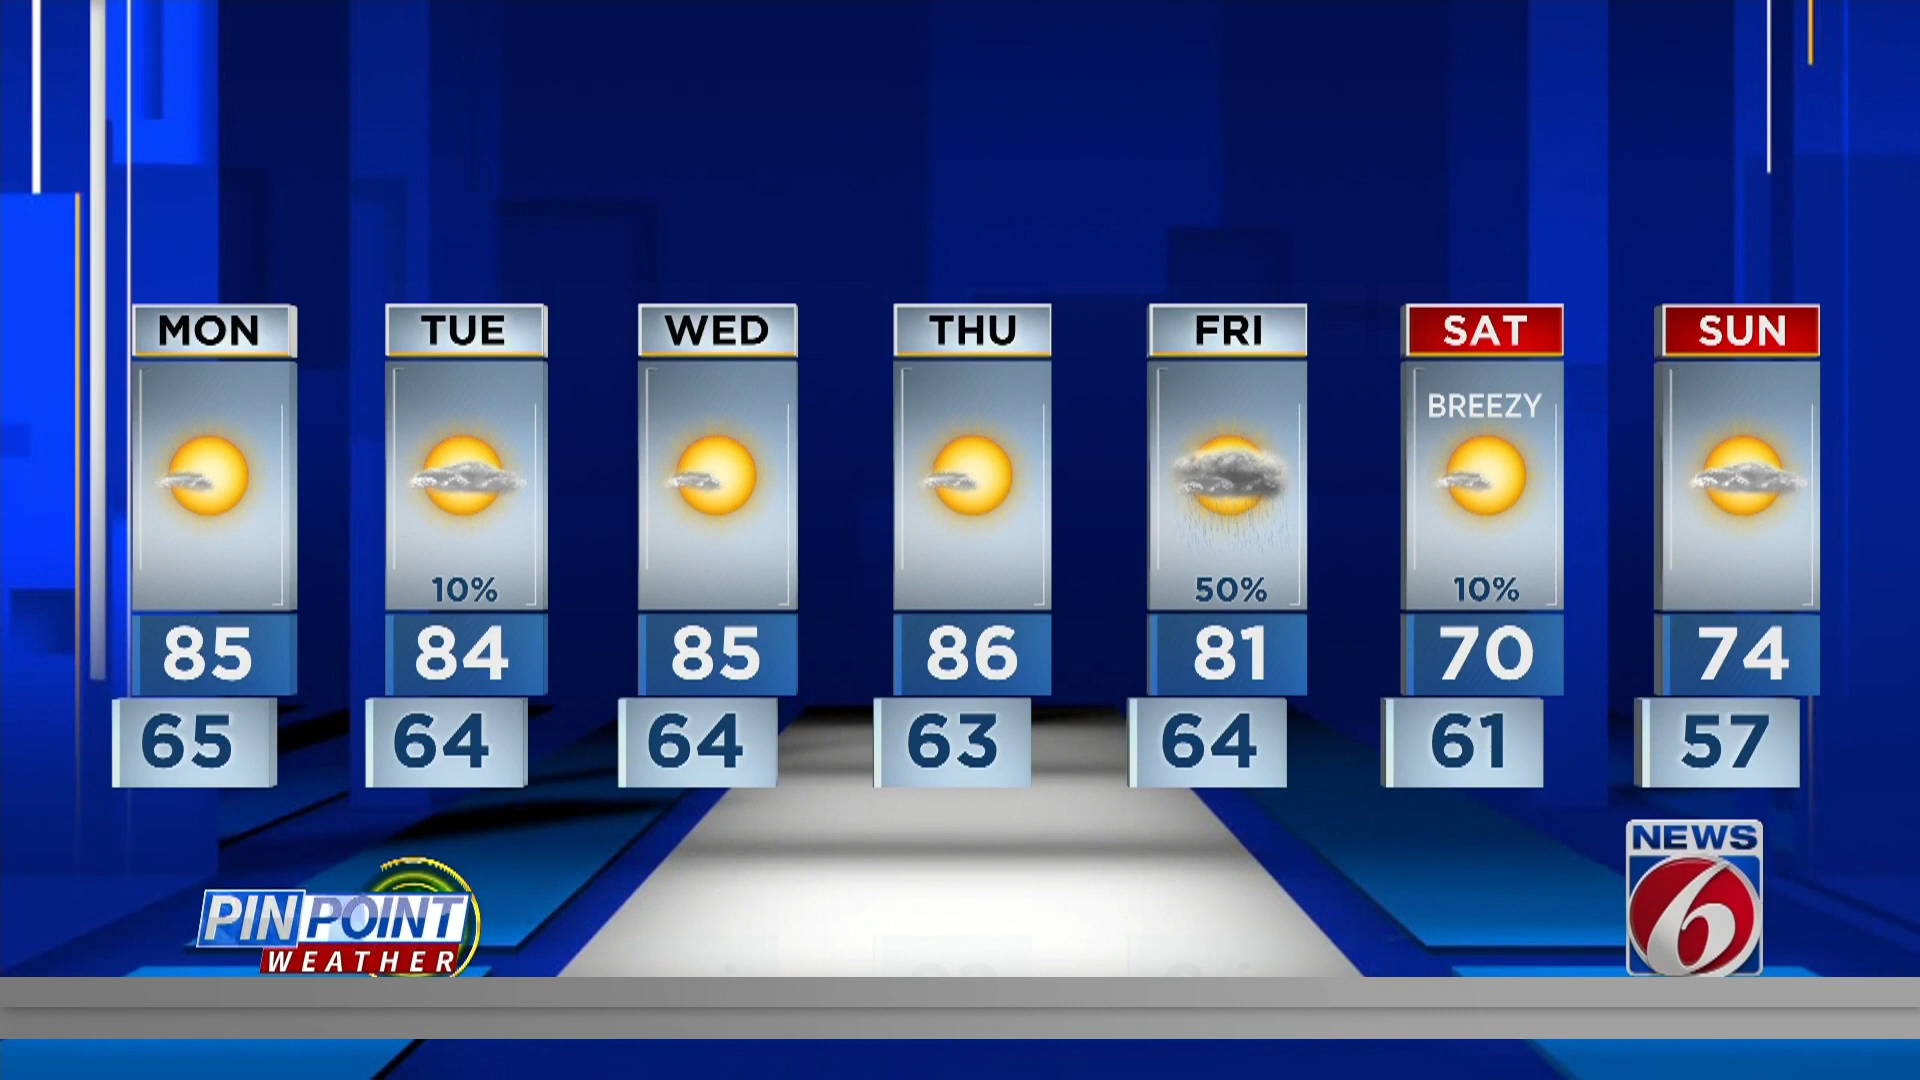 MON TUE WED THU FRI SAT SUN
BREEZY
10% 50% 10%
85 84 85 86 81 70 74
65 64 64 63 64 61 57
PINPOINT
WEATHER
NEWS
6